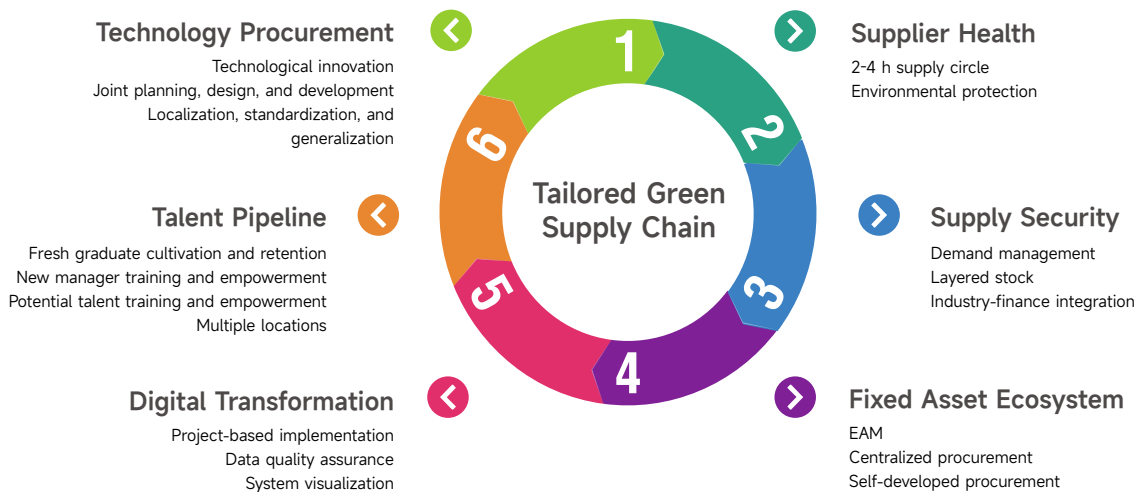 Technology Procurement
Technological innovation
Joint planning, design, and development
Localization, standardization, and
generalization
Talent Pipeline
Fresh graduate cultivation and retention
New manager training and empowerment
Potential talent training and empowerment
Multiple locations
Digital Transformation
Project-based implementation
Data quality assurance
System visualization
1
2
3
4
5
6
Tailored Green
Supply Chain
Supplier Health
2-4 h supply circle
Environmental protection
Supply Security
Demand management
Layered stock
Industry-finance integration
Fixed Asset Ecosystem
EAM
Centralized procurement
Self-developed procurement